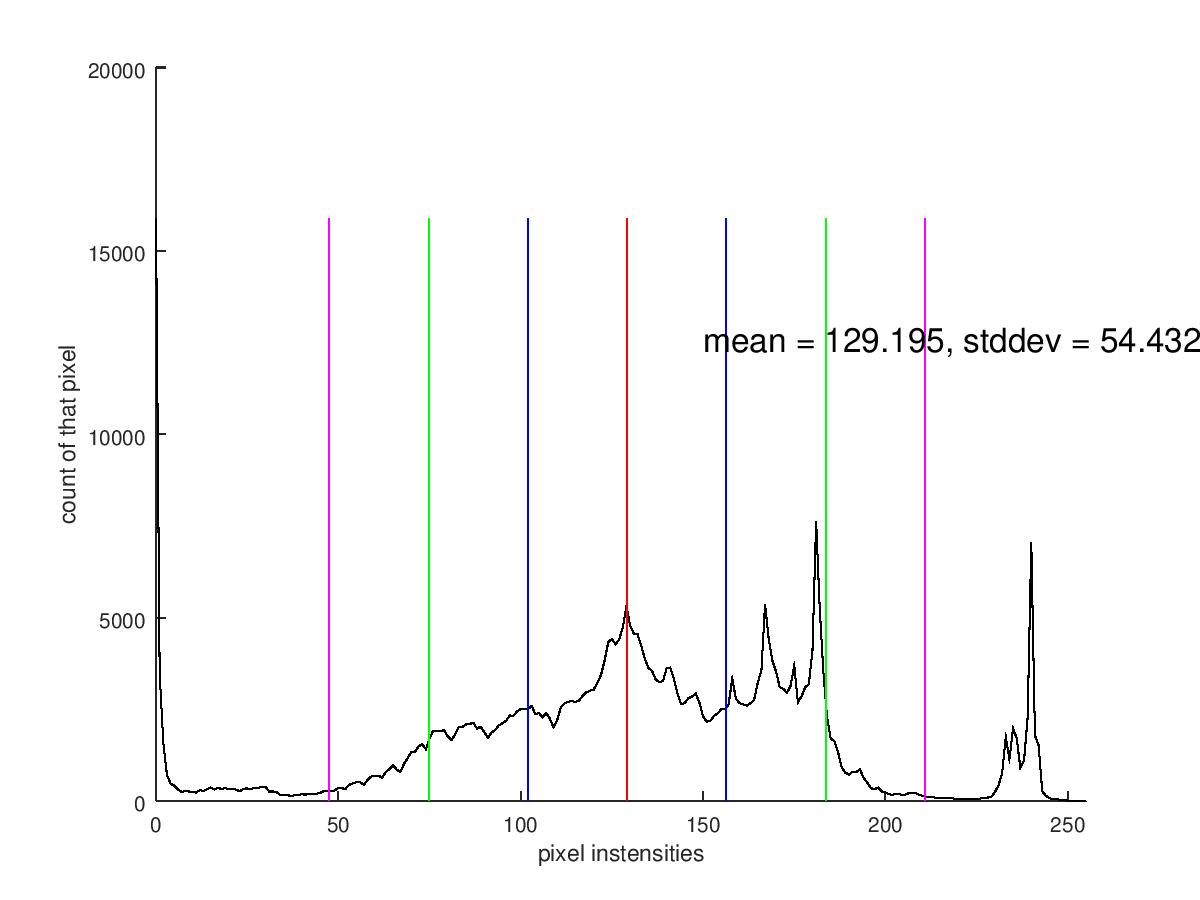 20000
15000
mean = 129.195, stddev = 54.432
10000
count of that pixel
5000
0
0 50 100 150 200 250
pixel instensities